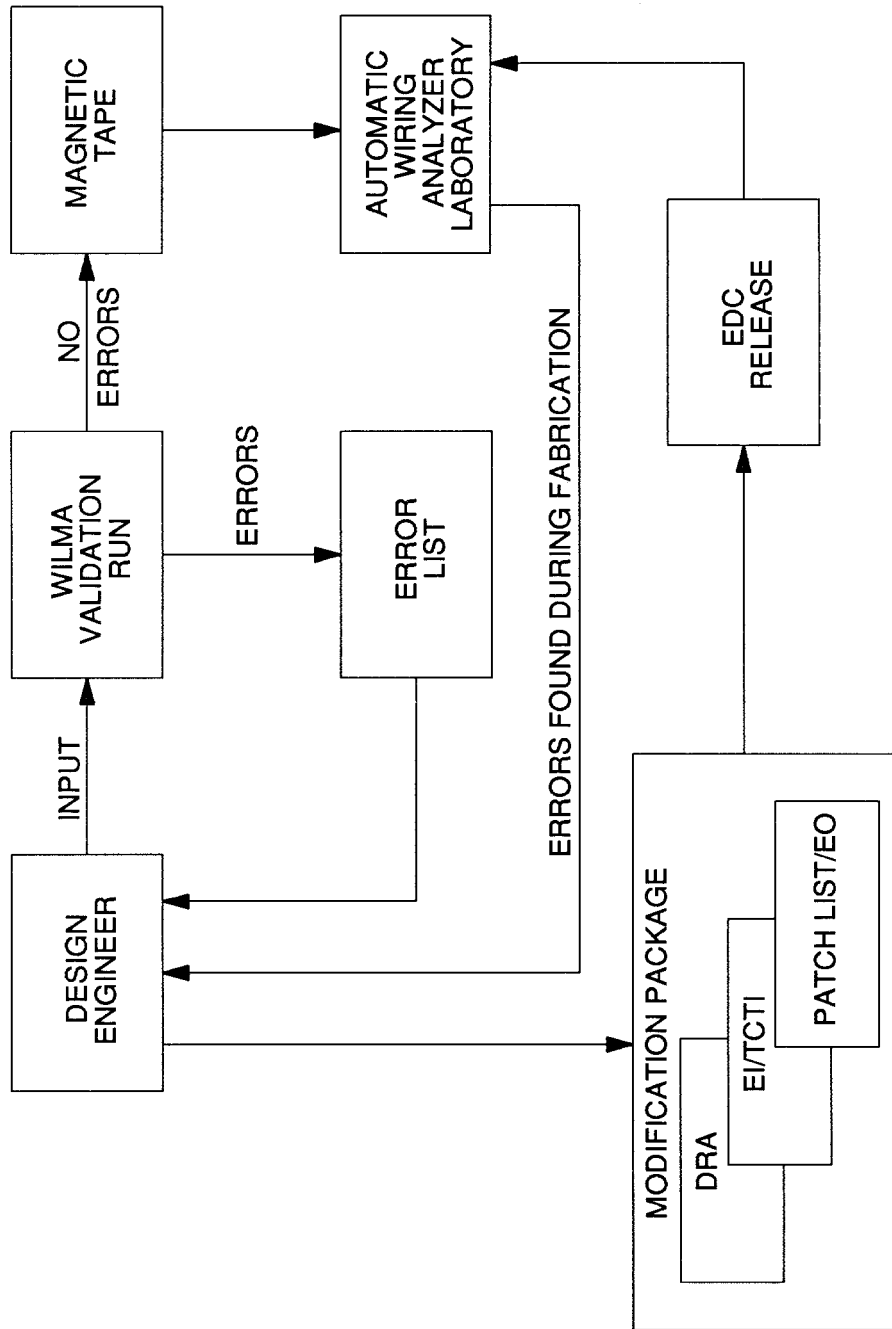 DESIGN
ENGINEER
INPUT
WILMA
VALIDATION
RUN
NO
ERRORS
MAGNETIC
TAPE
ERRORS
ERROR
LIST
AUTOMATIC
WIRING
ANALYZER
LABORATORY
ERRORS FOUND DURING FABRICATION
MODIFICATION PACKAGE
DRA
EI/TCTI
PATCH LIST/EO
EDC
RELEASE